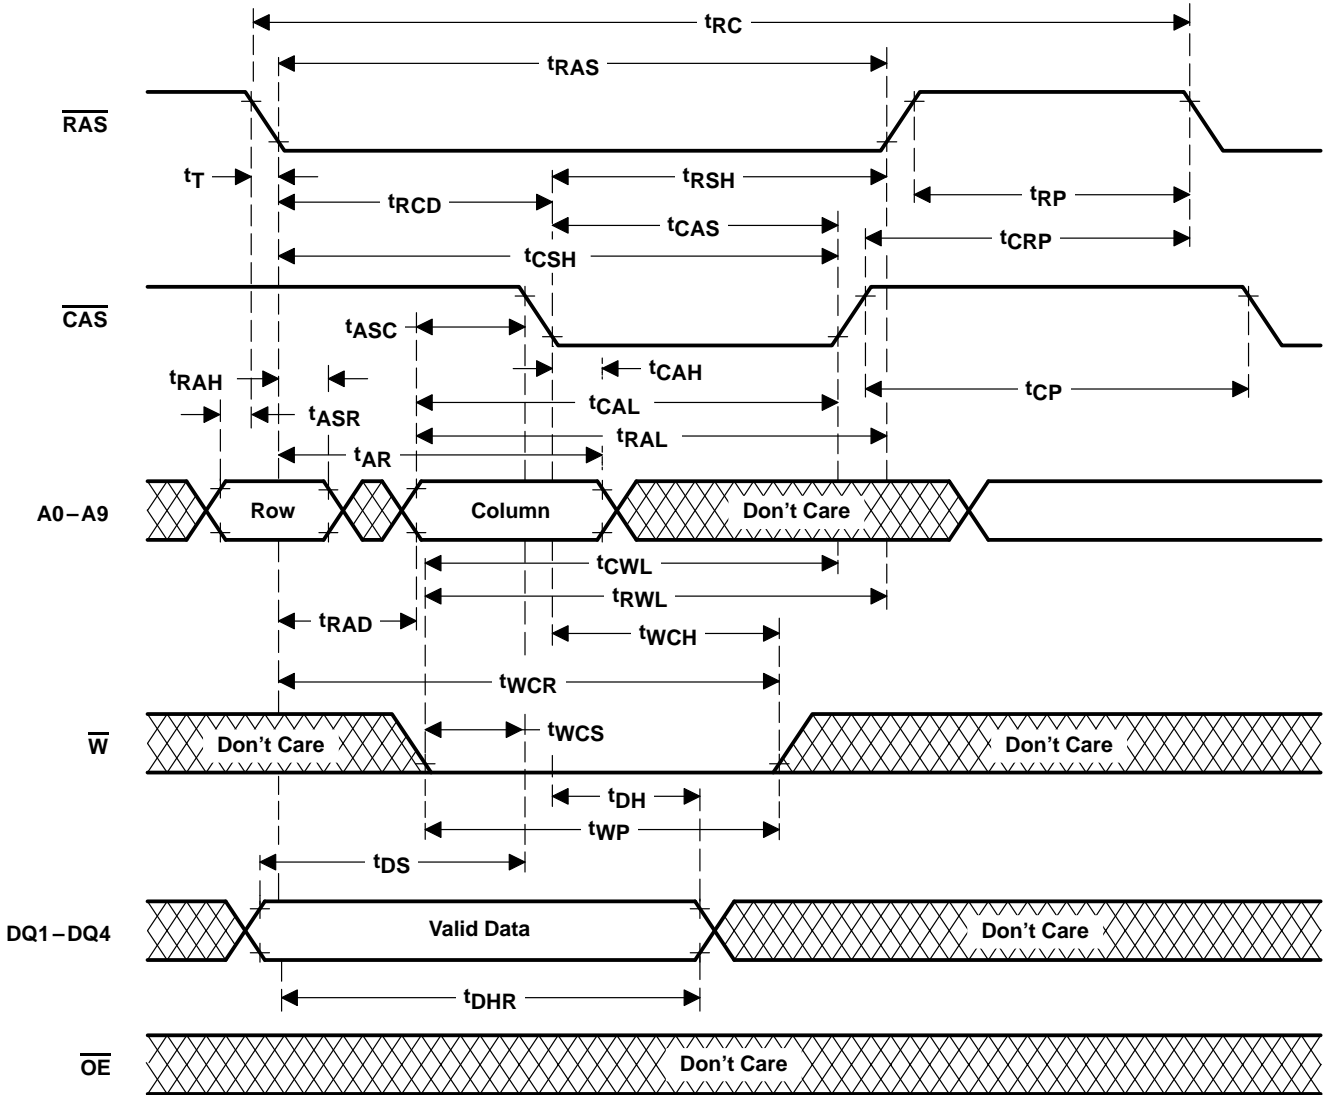 tRC
tRAS
RAS
tT
tRSH
tRCD
tRP
tCAS
tCRP
tCSH
CAS
tASC
tRAH
tCAH
tCP
tCAL
tASR
tRAL
tAR
A0–A9
Row
Column
Don't Care
tCWL
tRWL
tRAD
tWCH
tWCR
W
Don't Care
tWCS
Don't Care
tDH
tWP
tDS
DQ1–DQ4
Valid Data
Don't Care
tDHR
OE
Don't Care